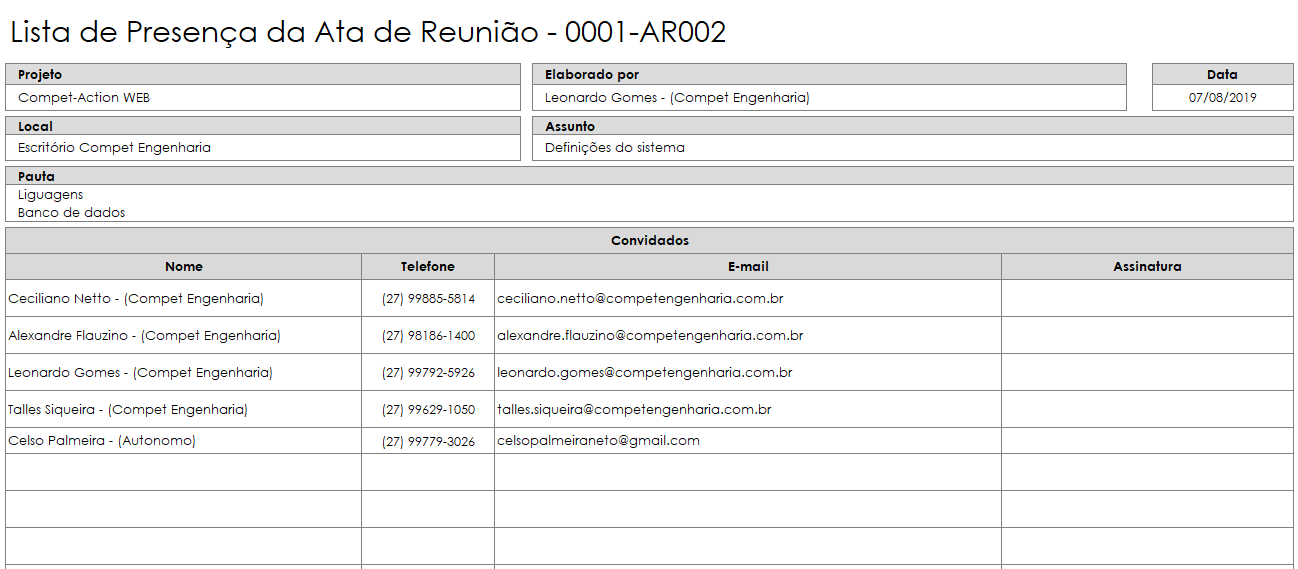 Lista de Presença da Ata de Reunião - 0001-AR002
Projeto
Compet-Action WEB
Elaborado por
Leonardo Gomes - (Compet Engenharia)
Data
07/08/2019
Local
Escritório Compet Engenharia
Assunto
Definições do sistema
Pauta
Liguagens
Banco de dados
Convidados
Nome Telefone E-mail Assinatura
Ceciliano Netto - (Compet Engenharia) (27) 99885-5814 ceciliano.netto@competengenharia.com.br
Alexandre Flauzino - (Compet Engenharia) (27) 98186-1400 alexandre.flauzino@competengenharia.com.br
Leonardo Gomes - (Compet Engenharia) (27) 99792-5926 leonardo.gomes@competengenharia.com.br
Talles Siqueira - (Compet Engenharia) (27) 99629-1050 talles.siqueira@competengenharia.com.br
Celso Palmeira - (Autonomo) (27) 99779-3026 celsopalmeiraneto@gmail.com